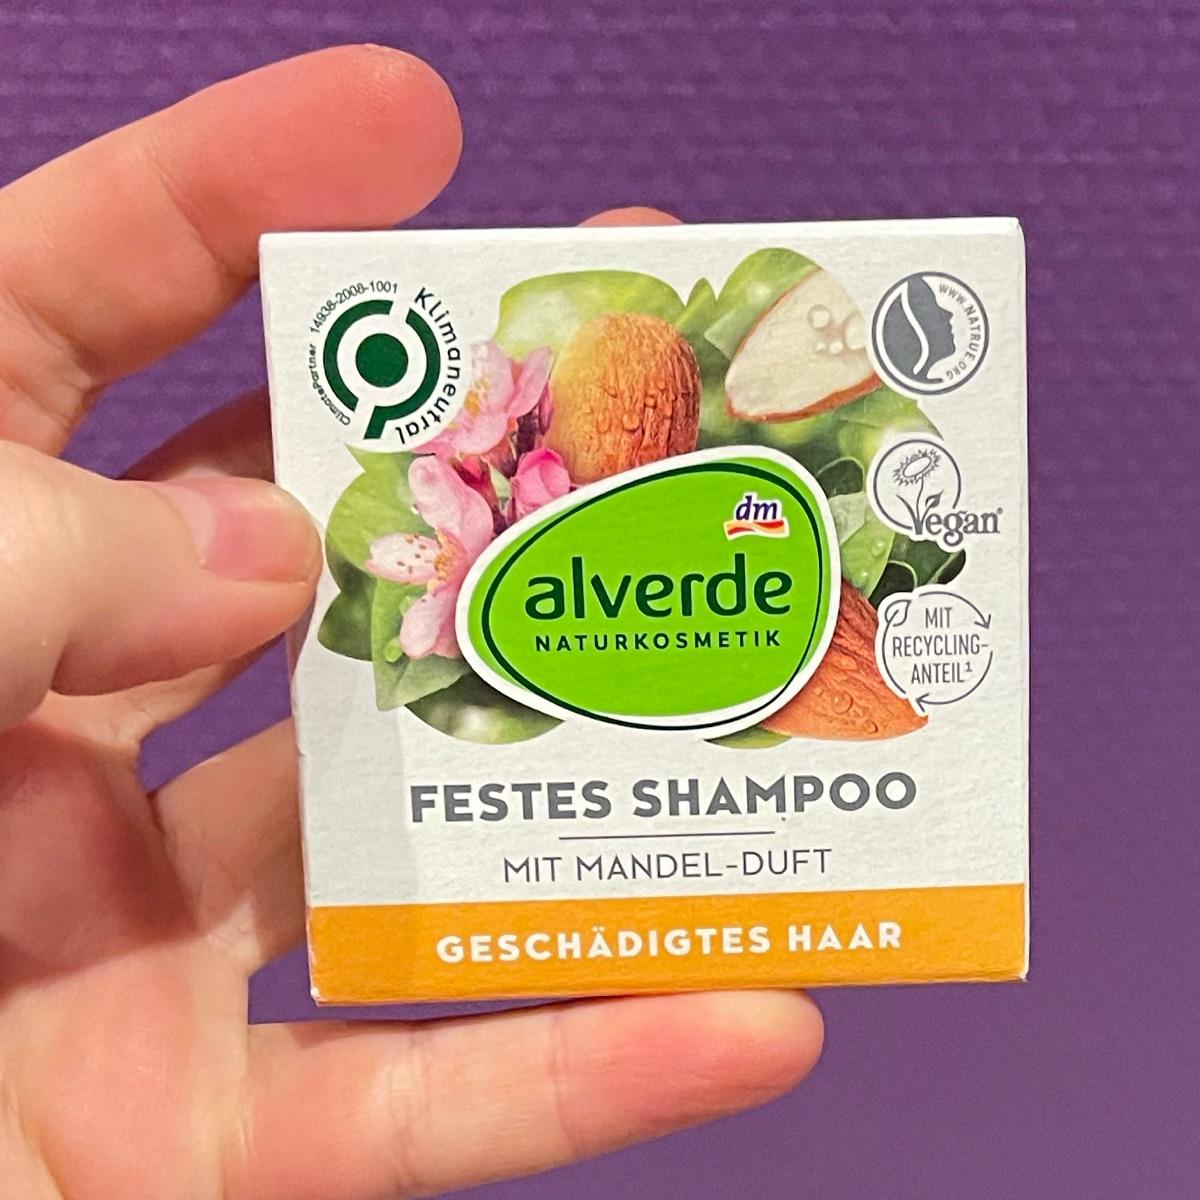 ClimatePartner 14938-2008-1001
Klimaneutral
WWW.NATRUE.ORG
Vegan®
dm
alverde
NATURKOSMETIK
MIT
RECYCLING-
ANTEIL¹
FESTES SHAMPOO
MIT MANDEL-DUFT
GESCHÄDIGTES HAAR